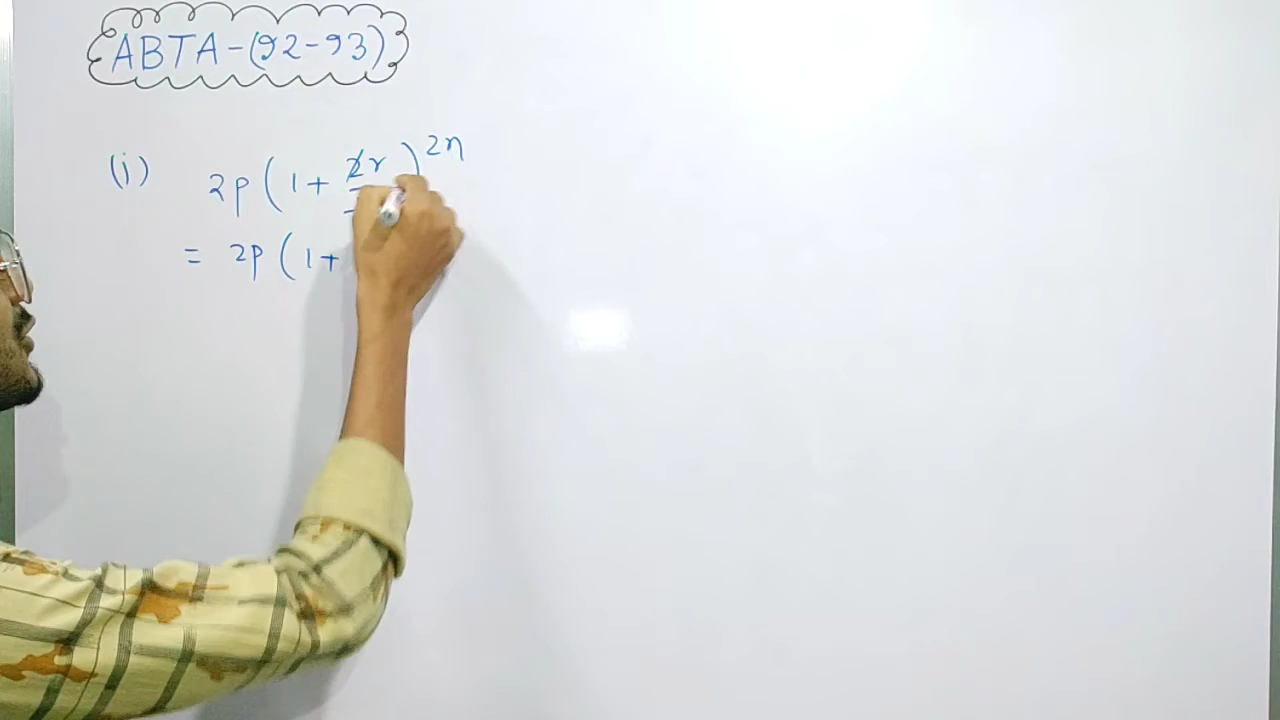 ABTA-(92-93)
(i) 2p(1+ 2r )^2n
= 2p(1+